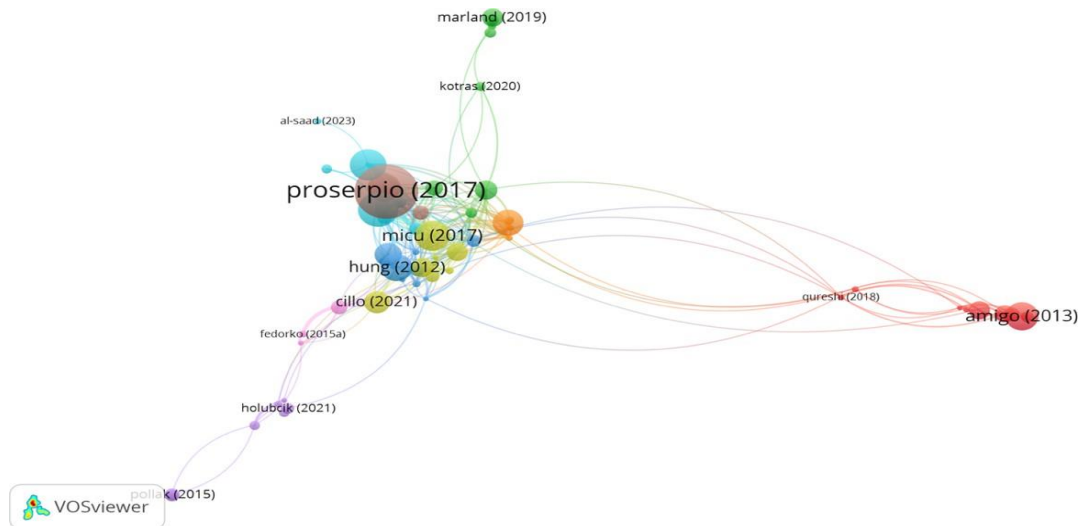 marland (2019)
kotras (2020)
al-saad (2023)
proserpio (2017)
micu (2017)
hung (2012)
cillo (2021)
qureshi (2018)
amigo (2013)
fedorko (2015a)
holubcik (2021)
pollak (2015)
VOSviewer